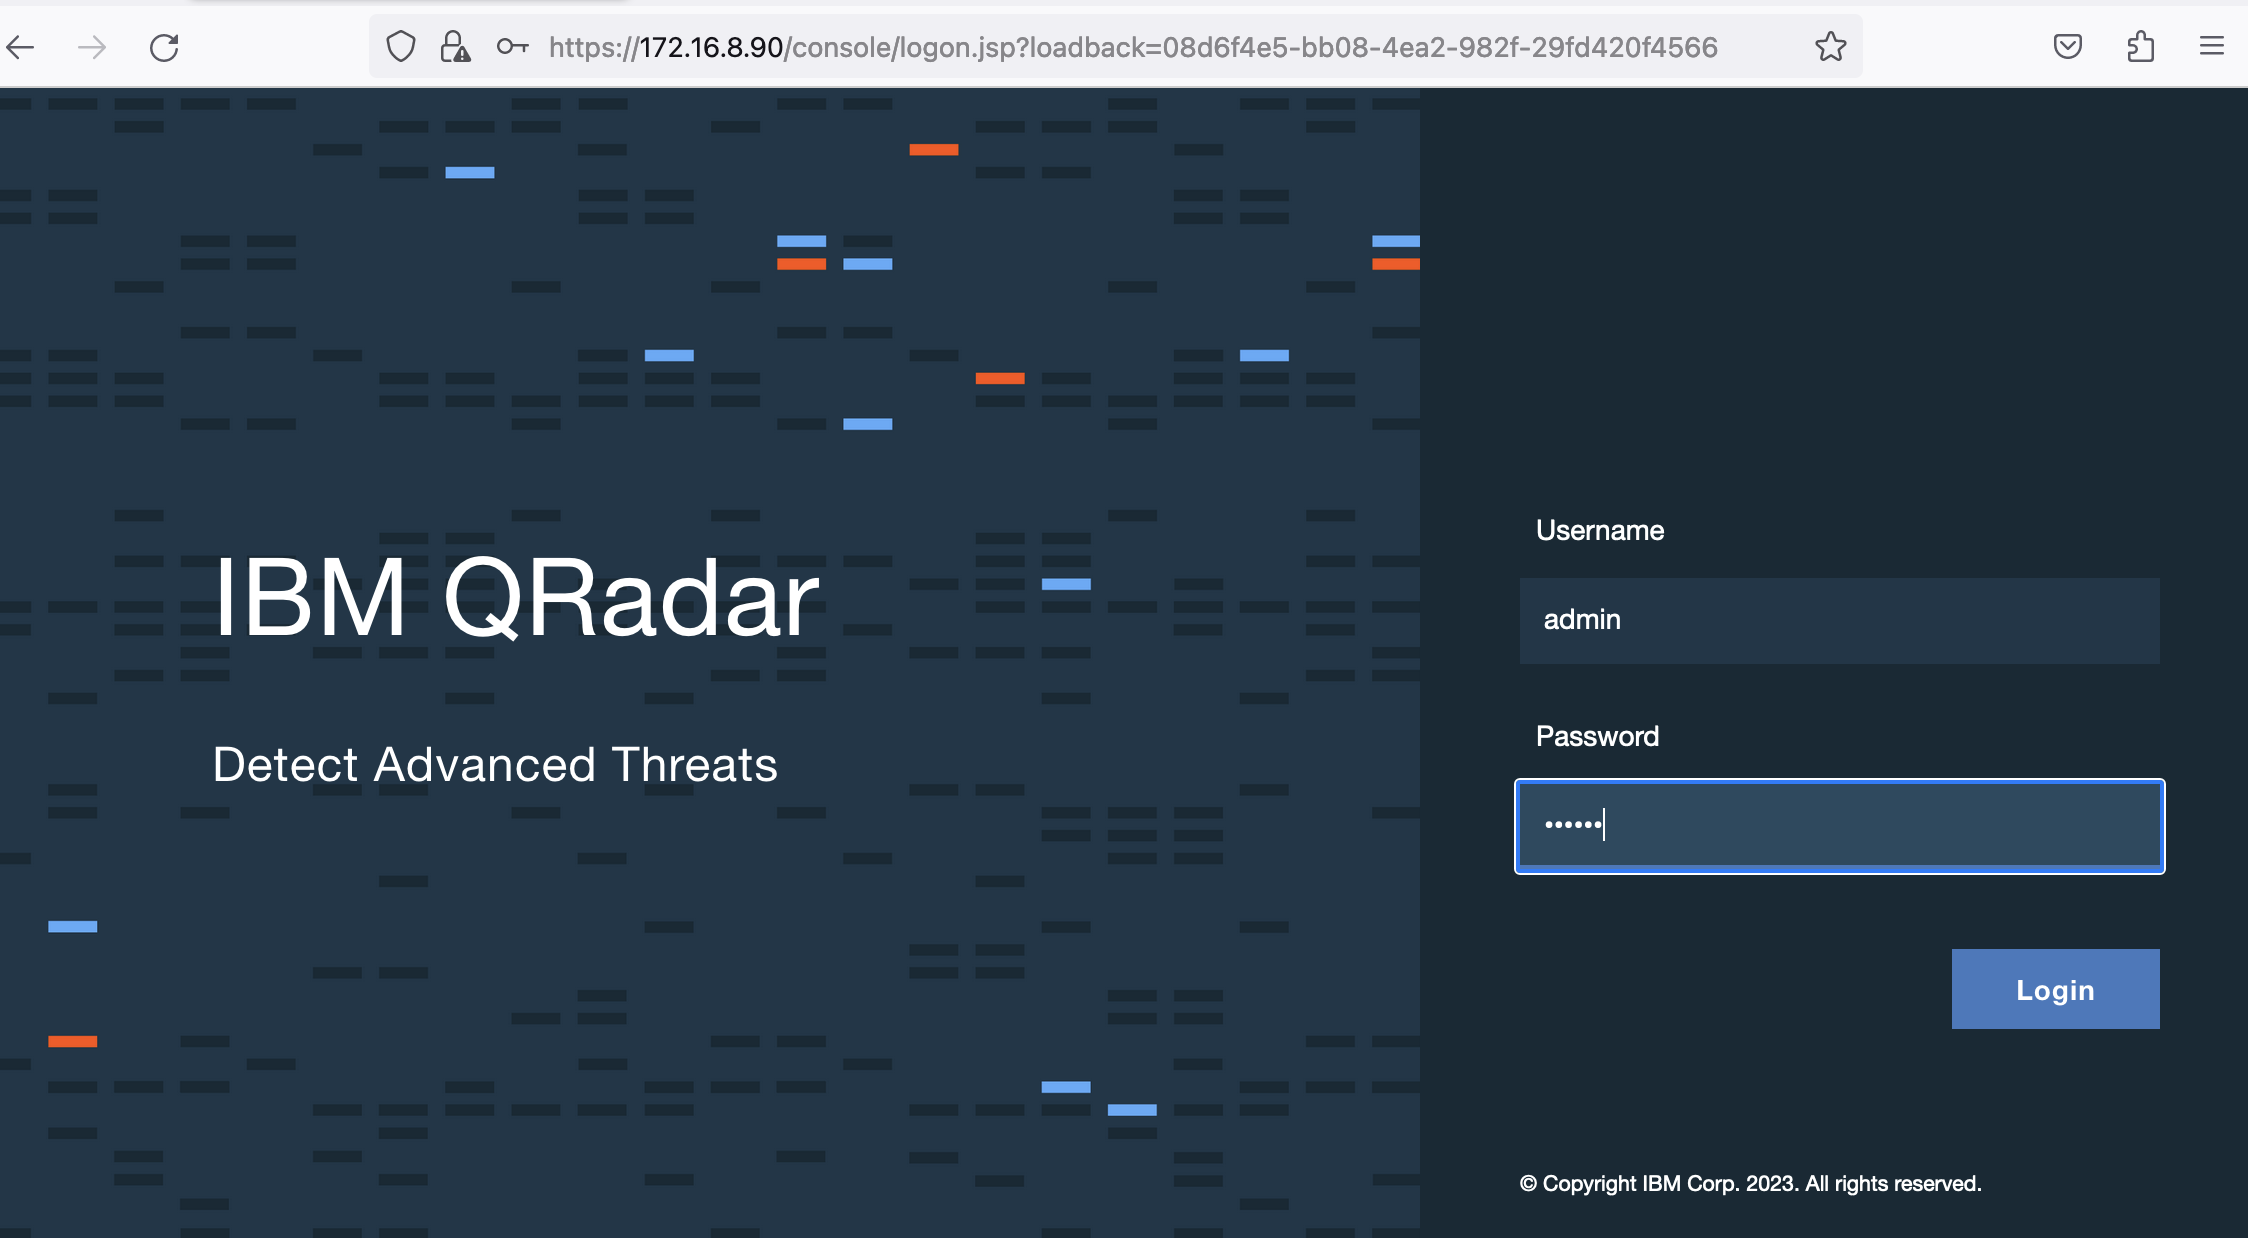 https://172.16.8.90/console/logon.jsp?loadback=08d6f4e5-bb08-4ea2-982f-29fd420f4566
IBM QRadar
Detect Advanced Threats
Username
admin
Password
••••••
Login
© Copyright IBM Corp. 2023. All rights reserved.